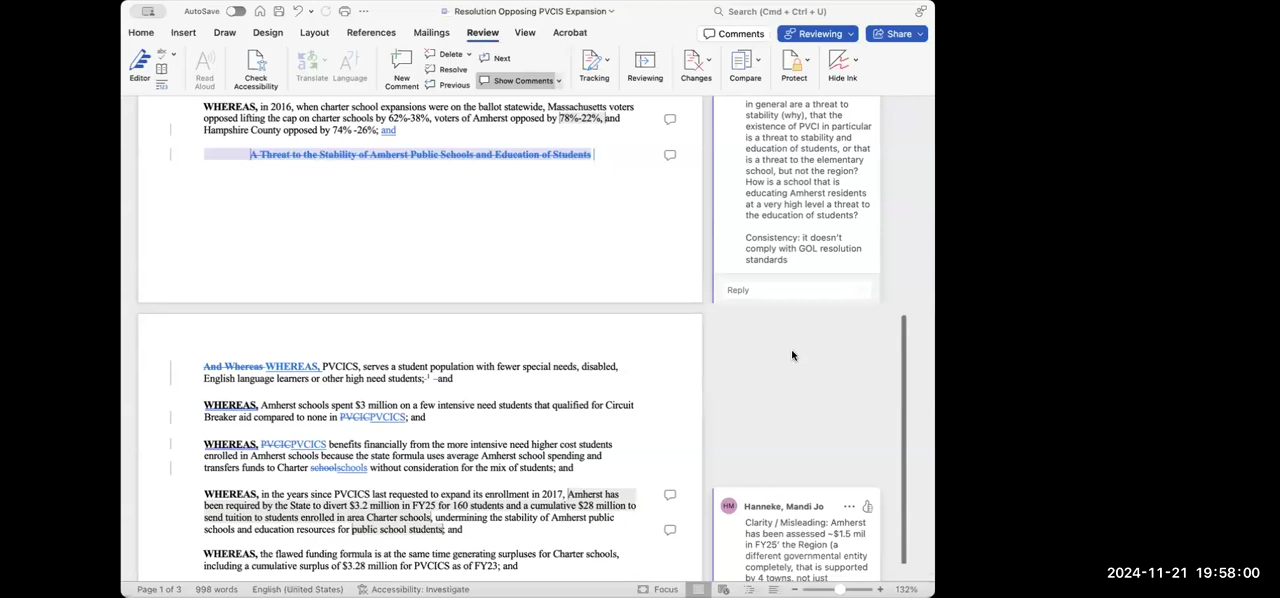 AutoSave
Resolution Opposing PVCIS Expansion
Search (Cmd + Ctrl + U)
Home Insert Draw Design Layout References Mailings Review View Acrobat
Comments Reviewing Share
Editor
Read Aloud
Check Accessibility
Translate Language
New Comment
Delete
Resolve
Previous
Next
Show Comments
Tracking
Reviewing
Changes
Compare
Protect
Hide Ink
WHEREAS, in 2016, when charter school expansions were on the ballot statewide, Massachusetts voters
opposed lifting the cap on charter schools by 62%-38%, voters of Amherst opposed by 78%-22%, and
Hampshire County opposed by 74% -26%; and
A Threat to the Stability of Amherst Public Schools and Education of Students
in general are a threat to
stability (why), that the
existence of PVCI in particular
is a threat to stability and
education of students, or that
is a threat to the elementary
school, but not the region?
How is a school that is
educating Amherst residents
at a very high level a threat to
the education of students?
Consistency: it doesn't
comply with GOL resolution
standards
Reply
And Whereas WHEREAS, PVCICS, serves a student population with fewer special needs, disabled,
English language learners or other high need students; and
WHEREAS, Amherst schools spent $3 million on a few intensive need students that qualified for Circuit
Breaker aid compared to none in PVCICPVCICS; and
WHEREAS, PVCICPVCICS benefits financially from the more intensive need higher cost students
enrolled in Amherst schools because the state formula uses average Amherst school spending and
transfers funds to Charter schoolschools without consideration for the mix of students; and
WHEREAS, in the years since PVCICS last requested to expand its enrollment in 2017, Amherst has
been required by the State to divert $3.2 million in FY25 for 160 students and a cumulative $28 million to
send tuition to students enrolled in area Charter schools, undermining the stability of Amherst public
schools and education resources for public school students; and
WHEREAS, the flawed funding formula is at the same time generating surpluses for Charter schools,
including a cumulative surplus of $3.28 million for PVCICS as of FY23; and
HM Hanneke, Mandi Jo
Clarity / Misleading: Amherst
has been assessed ~$1.5 mil
in FY25' the Region (a
different governmental entity
completely, that is supported
by 4 towns, not just
Page 1 of 3 998 words English (United States) Accessibility: Investigate Focus 132%
2024-11-21 19:58:00